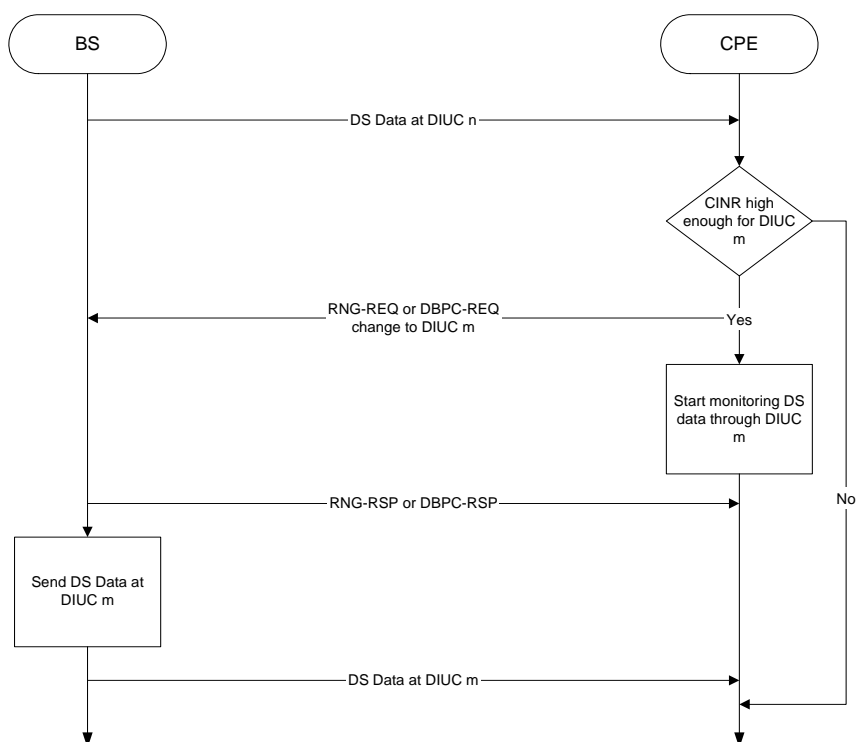 BS
CPE
DS Data at DIUC n
CINR high
enough for DIUC
m
RNG-REQ or DBPC-REQ
change to DIUC m
Yes
Start monitoring DS
data through DIUC
m
No
RNG-RSP or DBPC-RSP
Send DS Data at
DIUC m
DS Data at DIUC m